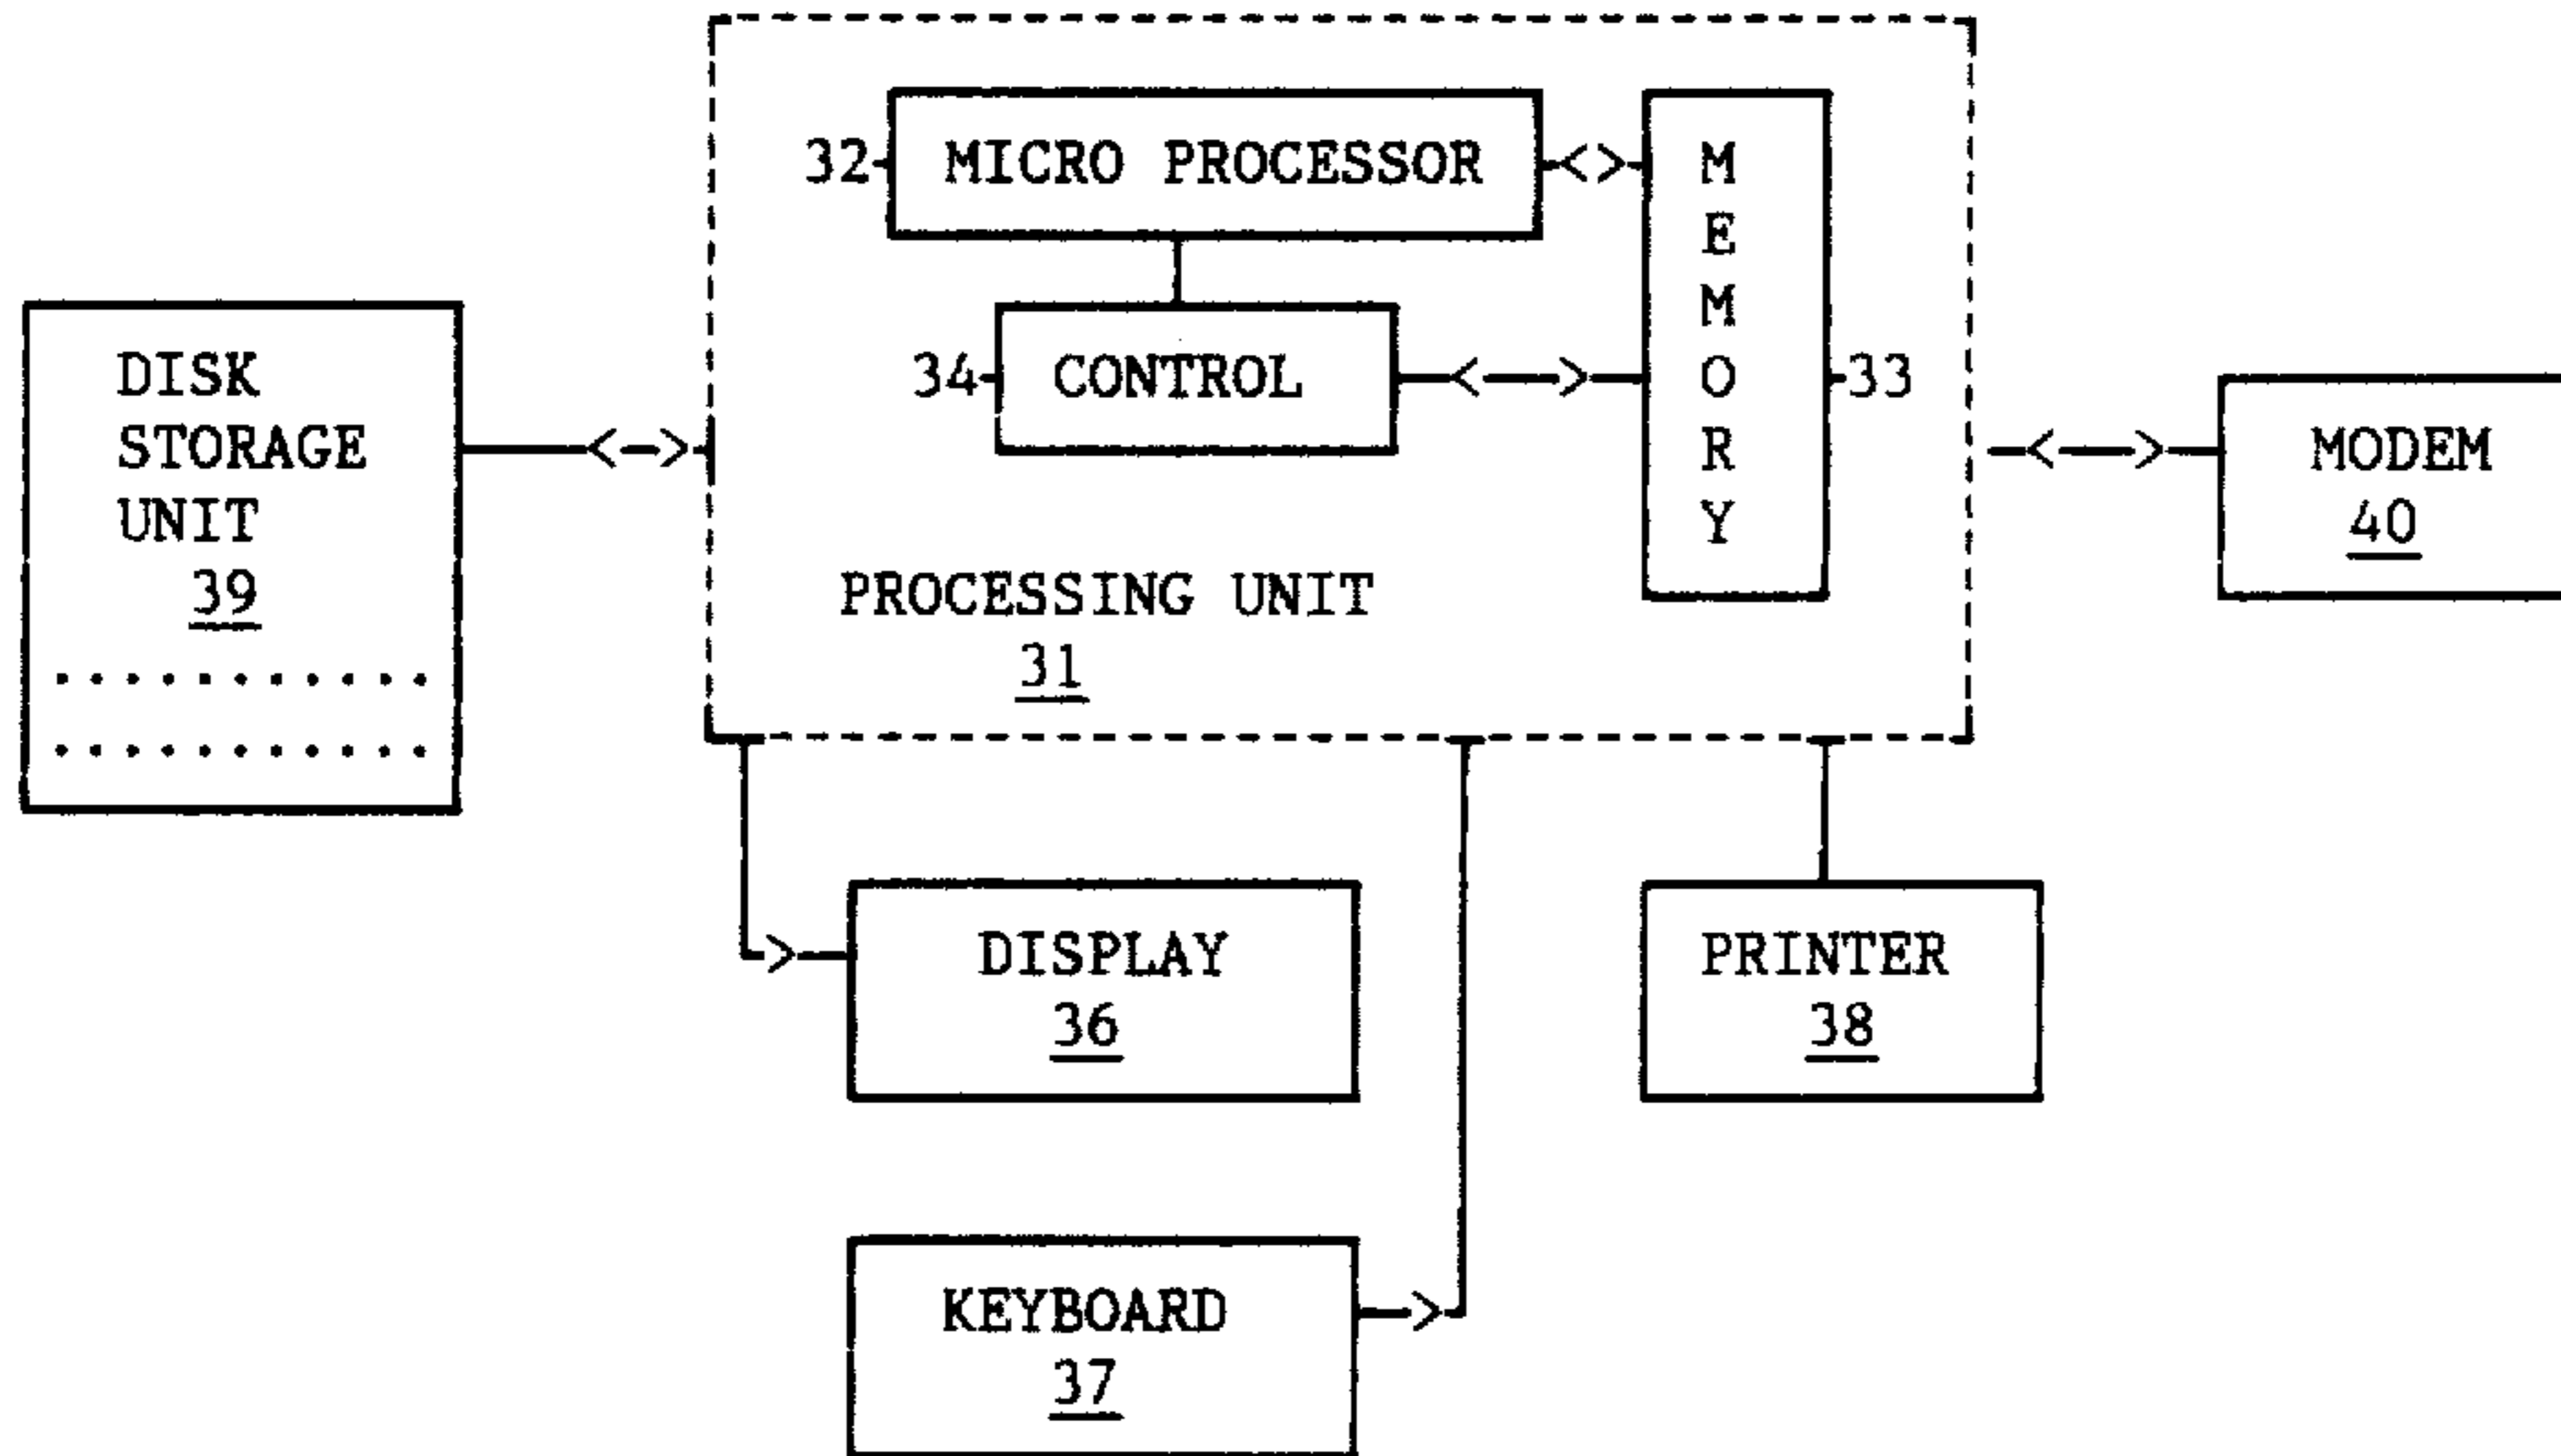 DISK
STORAGE
UNIT
39
32 MICRO PROCESSOR
34 CONTROL
MEMORY
33
PROCESSING UNIT
31
MODEM
40
DISPLAY
36
PRINTER
38
KEYBOARD
37